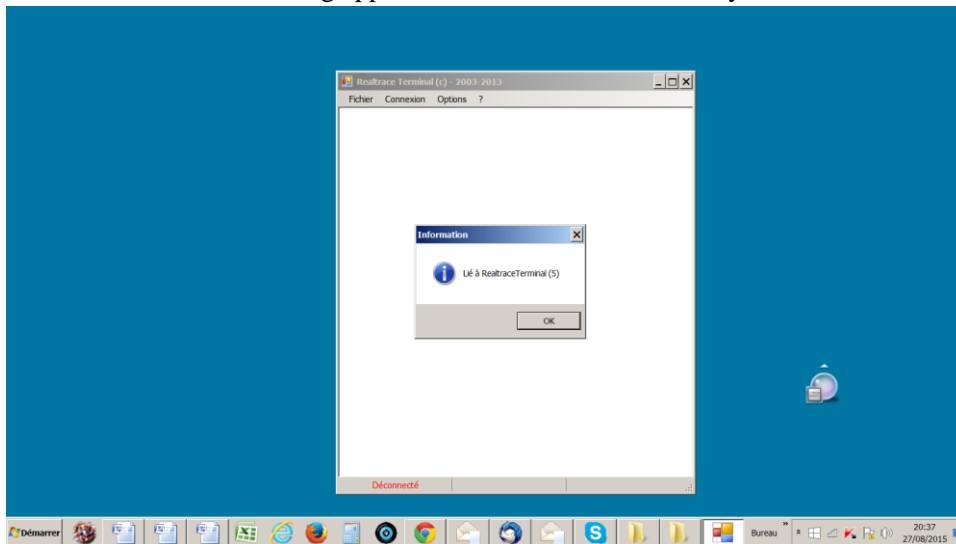 Realtrace Terminal (c) - 2003-2013
Fichier Connexion Options ?
Information
Lié à RealtraceTerminal (5)
OK
Déconnecté
Démarrer
Bureau
20:37
27/08/2015